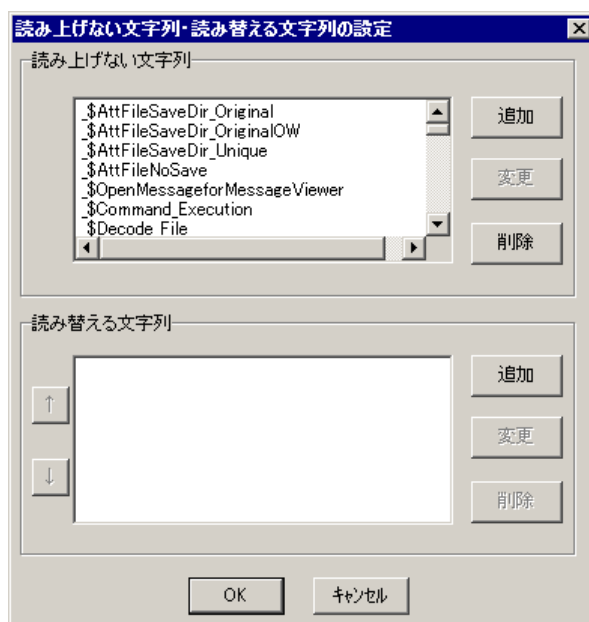 読み上げない文字列・読み替える文字列の設定
読み上げない文字列
_$AttFileSaveDir_Original
_$AttFileSaveDir_OriginalOW
_$AttFileSaveDir_Unique
_$AttFileNoSave
_$OpenMessageforMessageViewer
_$Command_Execution
_$Decode File
追加
変更
削除
読み替える文字列
↑
↓
追加
変更
削除
OK
キャンセル